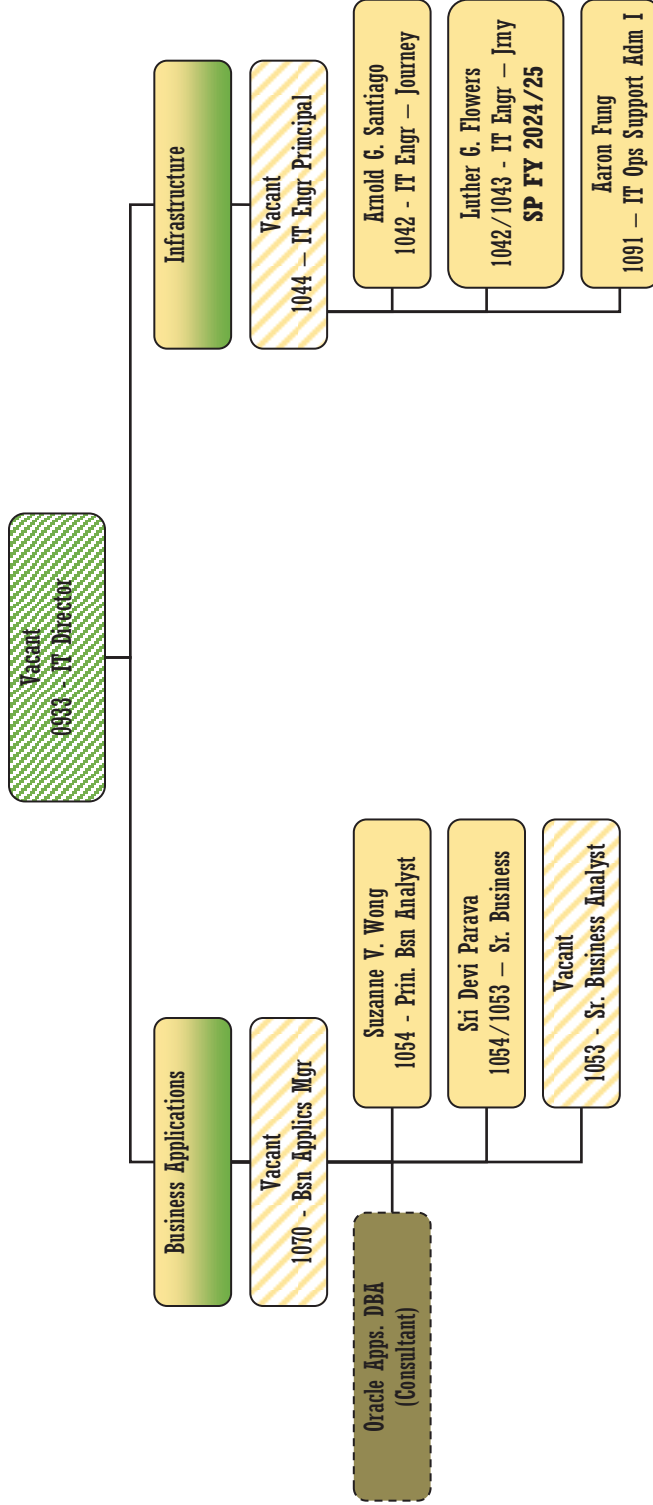 Vacant
0933 - IT Director
Business Applications
Vacant
1070 - Bsn Applics Mgr
Oracle Apps. DBA
(Consultant)
Suzanne V. Wong
1054 - Prin. Bsn Analyst
Sri Devi Parava
1054/1053 – Sr. Business
Vacant
1053 - Sr. Business Analyst
Infrastructure
Vacant
1044 – IT Engr Principal
Arnold G. Santiago
1042 - IT Engr – Journey
Luther G. Flowers
1042/1043 - IT Engr – Jrny
SP FY 2024/25
Aaron Fung
1091 – IT Ops Support Adm I